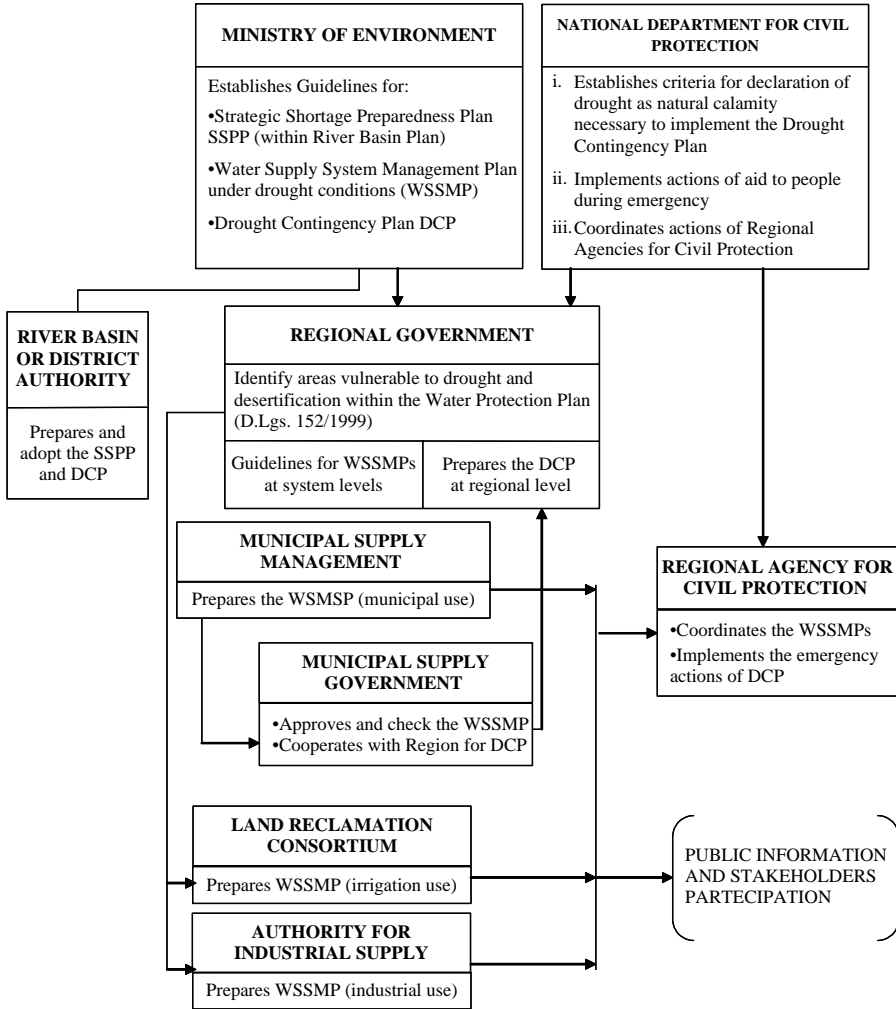 MINISTRY OF ENVIRONMENT
Establishes Guidelines for:
•Strategic Shortage Preparedness Plan
SSPP (within River Basin Plan)
•Water Supply System Management Plan
under drought conditions (WSSMP)
•Drought Contingency Plan DCP
NATIONAL DEPARTMENT FOR CIVIL
PROTECTION
i. Establishes criteria for declaration of
drought as natural calamity
necessary to implement the Drought
Contingency Plan
ii. Implements actions of aid to people
during emergency
iii. Coordinates actions of Regional
Agencies for Civil Protection
RIVER BASIN
OR DISTRICT
AUTHORITY
Prepares and
adopt the SSPP
and DCP
REGIONAL GOVERNMENT
Identify areas vulnerable to drought and
desertification within the Water Protection Plan
(D.Lgs. 152/1999)
Guidelines for WSSMPs
at system levels
Prepares the DCP
at regional level
MUNICIPAL SUPPLY
MANAGEMENT
Prepares the WSMSP (municipal use)
MUNICIPAL SUPPLY
GOVERNMENT
•Approves and check the WSSMP
•Cooperates with Region for DCP
REGIONAL AGENCY FOR
CIVIL PROTECTION
•Coordinates the WSSMPs
•Implements the emergency
actions of DCP
LAND RECLAMATION
CONSORTIUM
Prepares WSSMP (irrigation use)
AUTHORITY FOR
INDUSTRIAL SUPPLY
Prepares WSSMP (industrial use)
PUBLIC INFORMATION
AND STAKEHOLDERS
PARTECIPATION